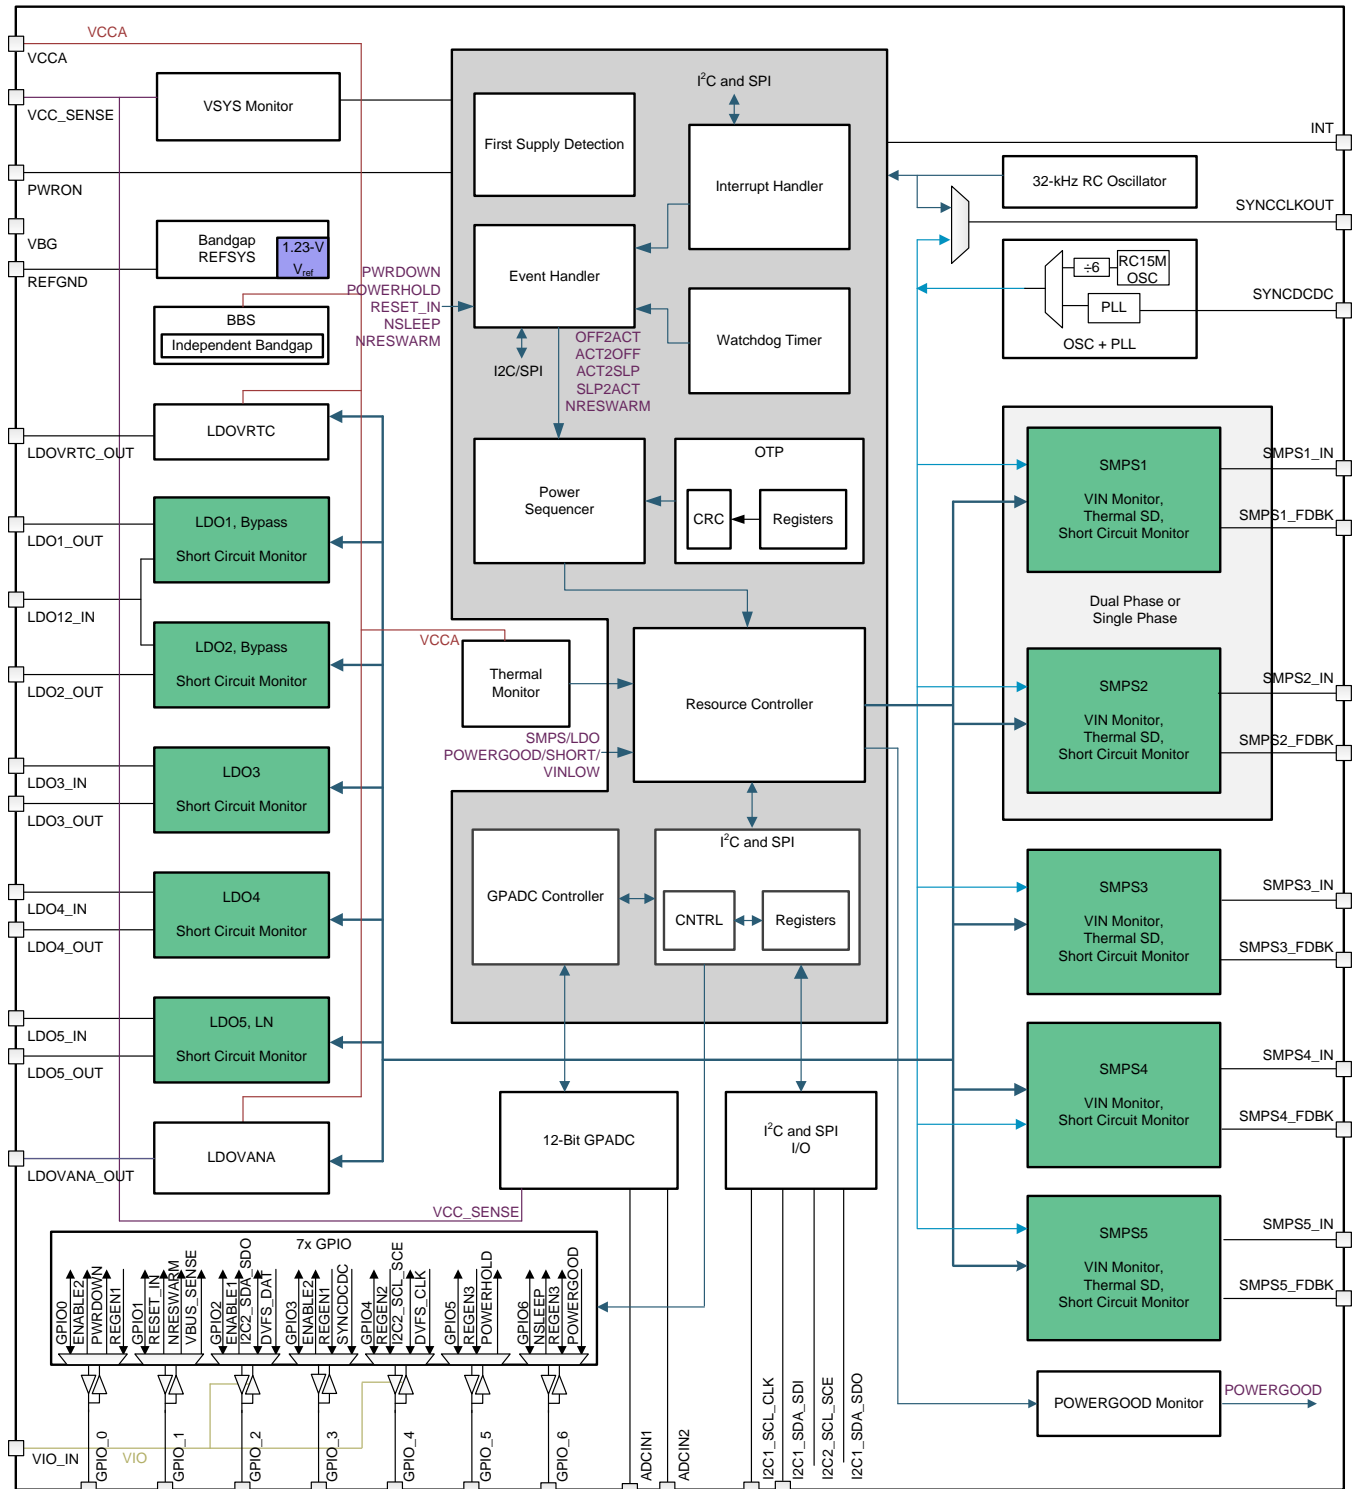 VCCA
VCCA
VSYS Monitor
VCC_SENSE
PWRON
VBG
REFGND
Bandgap
REFSYS
1.23-V
Vref
BBS
Independent Bandgap
LDOVRTC
LDOVRTC_OUT
LDO1, Bypass
Short Circuit Monitor
LDO1_OUT
LDO12_IN
LDO2, Bypass
Short Circuit Monitor
LDO2_OUT
LDO3
Short Circuit Monitor
LDO3_IN
LDO3_OUT
LDO4
Short Circuit Monitor
LDO4_IN
LDO4_OUT
LDO5, LN
Short Circuit Monitor
LDO5_IN
LDO5_OUT
LDOVANA
LDOVANA_OUT
I2C and SPI
First Supply Detection
Interrupt Handler
Event Handler
PWRDOWN
POWERHOLD
RESET_IN
NSLEEP
NRESWARM
I2C/SPI
OFF2ACT
ACT2OFF
ACT2SLP
SLP2ACT
NRESWARM
Watchdog Timer
Power
Sequencer
OTP
CRC
Registers
VCCA
Thermal
Monitor
Resource Controller
SMPS/LDO
POWERGOOD/SHORT/
VINLOW
GPADC Controller
I2C and SPI
CNTRL
Registers
12-Bit GPADC
I2C and SPI
I/O
VCC_SENSE
INT
32-kHz RC Oscillator
SYNCCLKOUT
÷6
RC15M
OSC
PLL
OSC + PLL
SYNCDCDC
SMPS1
VIN Monitor,
Thermal SD,
Short Circuit Monitor
SMPS1_IN
SMPS1_FDBK
Dual Phase or
Single Phase
SMPS2
VIN Monitor,
Thermal SD,
Short Circuit Monitor
SMPS2_IN
SMPS2_FDBK
SMPS3
VIN Monitor,
Thermal SD,
Short Circuit Monitor
SMPS3_IN
SMPS3_FDBK
SMPS4
VIN Monitor,
Short Circuit Monitor
SMPS4_IN
SMPS4_FDBK
SMPS5
VIN Monitor,
Thermal SD,
Short Circuit Monitor
SMPS5_IN
SMPS5_FDBK
POWERGOOD Monitor
POWERGOOD
7x GPIO
GPIO0
ENABLE2
PWRDOWN
REGEN1
GPIO1
RESET_IN
NRESWARM
VBUS_SENSE
GPIO2
ENABLE1
I2C2_SDA_SDO
DVFS_DAT
GPIO3
ENABLE2
REGEN1
SYNCDCDC
GPIO4
REGEN2
I2C2_SCL_SCE
DVFS_CLK
GPIO5
REGEN3
POWERHOLD
GPIO6
NSLEEP
REGEN3
POWERGOOD
VIO_IN
VIO
GPIO_0
GPIO_1
GPIO_2
GPIO_3
GPIO_4
GPIO_5
GPIO_6
ADCIN1
ADCIN2
I2C1_SCL_CLK
I2C1_SDA_SDI
I2C2_SCL_SCE
I2C1_SDA_SDO